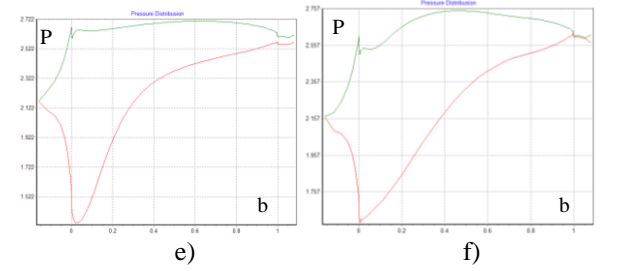 Pressure Distribution
2.722
P
2.522
2.322
2.122
1.922
1.722
1.522
b
0 0.2 0.4 0.6 0.8 1
e)
Pressure Distribution
2.757
P
2.557
2.357
2.157
1.957
1.757
b
0 0.2 0.4 0.6 0.8 1
f)